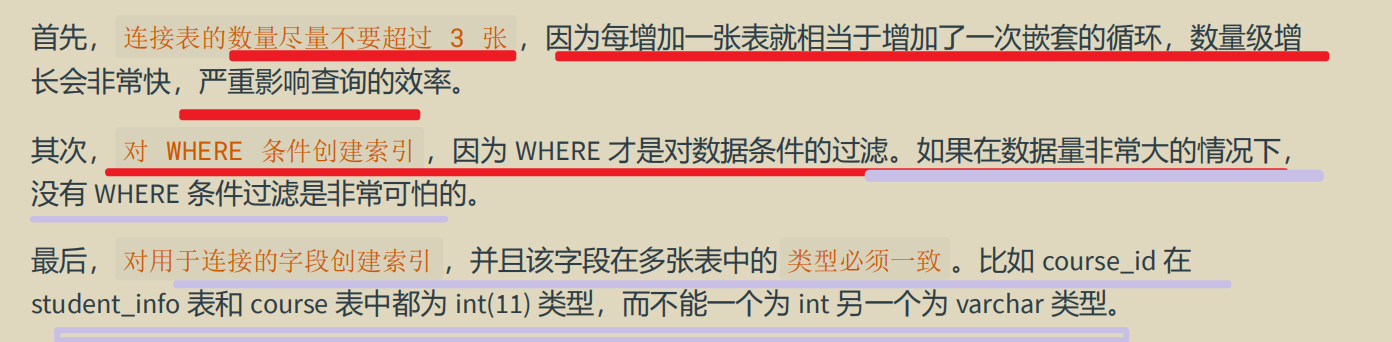 首先，连接表的数量尽量不要超过 3 张，因为每增加一张表就相当于增加了一次嵌套的循环，数量级增
长会非常快，严重影响查询的效率。
其次，对 WHERE 条件创建索引，因为 WHERE 才是对数据条件的过滤。如果在数据量非常大的情况下，
没有 WHERE 条件过滤是非常可怕的。
最后，对用于连接的字段创建索引，并且该字段在多张表中的类型必须一致。比如 course_id 在
student_info 表和 course 表中都为 int(11) 类型，而不能一个为 int 另一个为 varchar 类型。